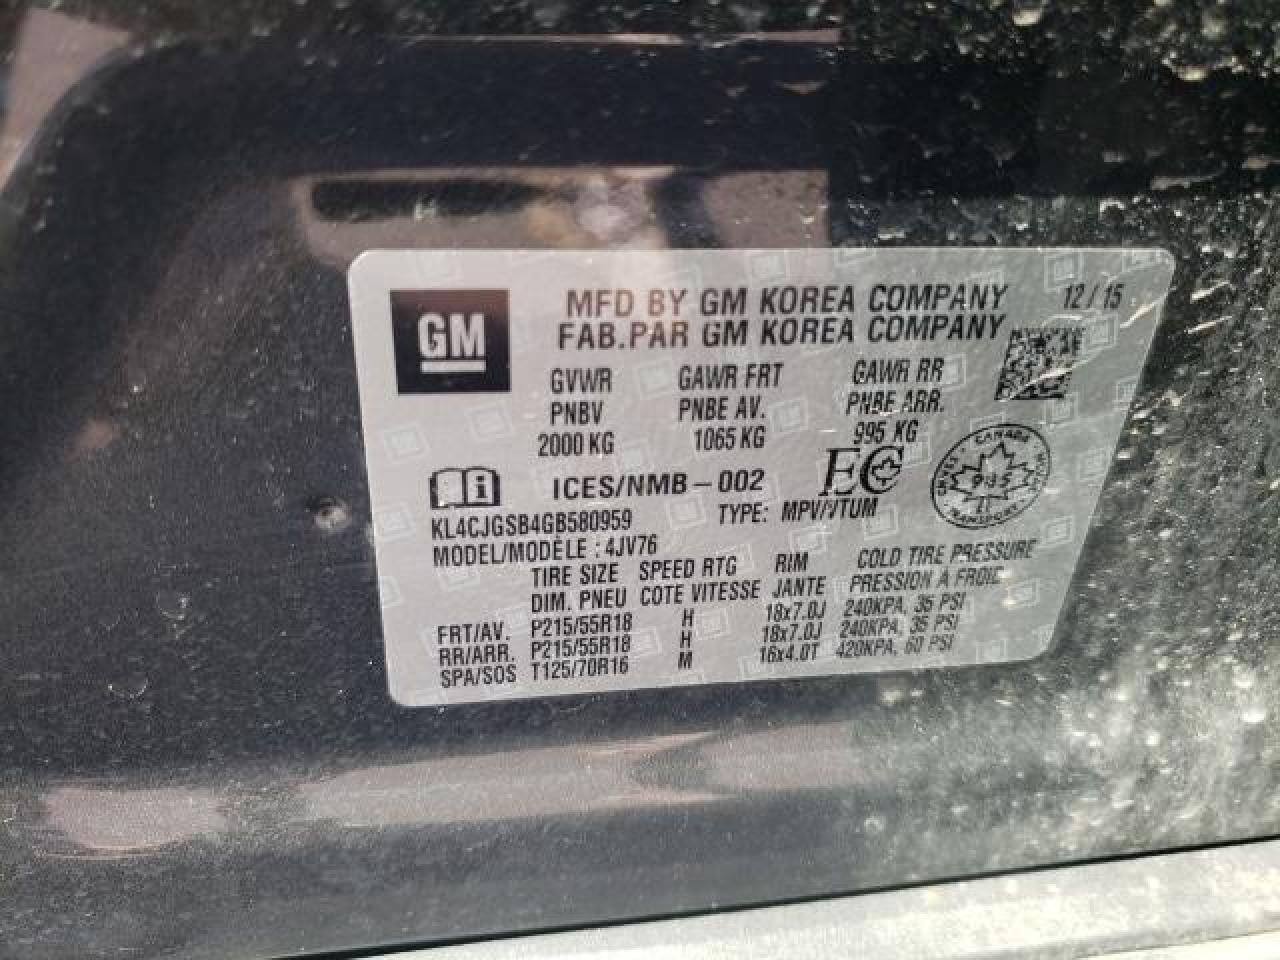 GM
MFD BY GM KOREA COMPANY 12/15
FAB.PAR GM KOREA COMPANY
GVWR GAWR FRT GAWR RR
PNBV PNBE AV. PNBE ARR.
2000 KG 1065 KG 995 KG
i ICES/NMB-002 EC
CANADA
TRANSPORT
KL4CJGSB4GB580959 TYPE: MPV/VTUM
MODEL/MODÈLE : 4JV76
TIRE SIZE SPEED RTG RIM COLD TIRE PRESSURE
DIM. PNEU COTE VITESSE JANTE PRESSION À FROID
FRT/AV. P215/55R18 H 18x7.0J 240KPA, 35 PSI
RR/ARR. P215/55R18 H 18x7.0J 240KPA, 35 PSI
SPA/SOS T125/70R16 M 16x4.0T 420KPA, 60 PSI